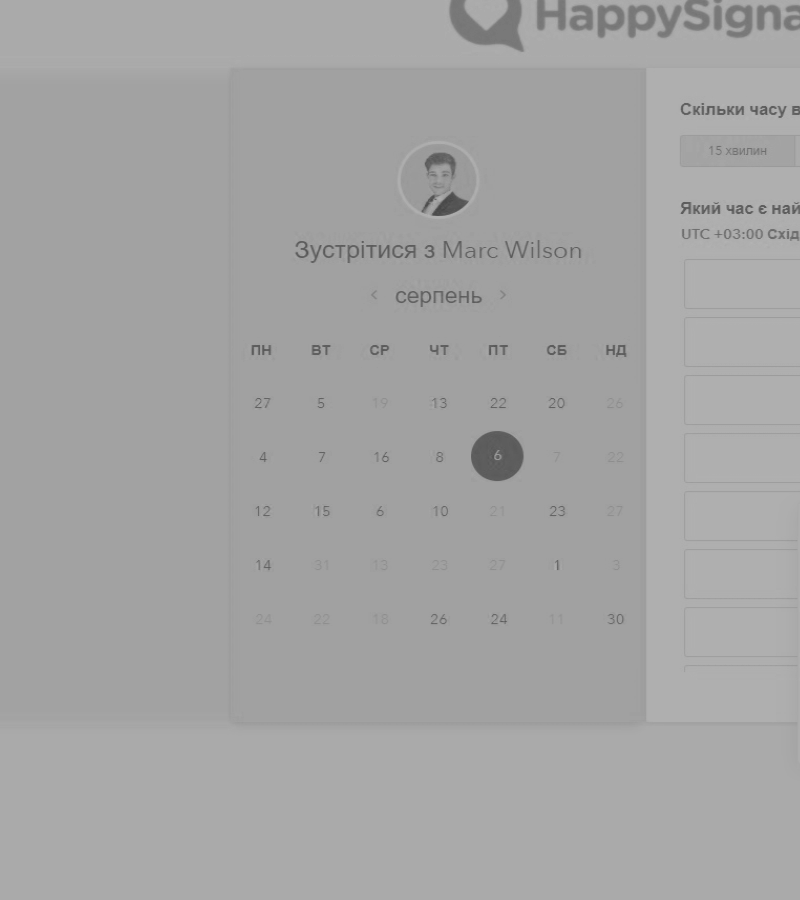 HappySigna
Зустрітися з Marc Wilson
< серпень >
ПН ВТ СР ЧТ ПТ СБ НД
27 5 19 13 22 20 26
4 7 16 8 6 7 22
12 15 6 10 21 23 27
14 31 13 23 27 1 3
24 22 18 26 24 11 30
Скільки часу в
15 хвилин
Який час є най
UTC +03:00 Схід